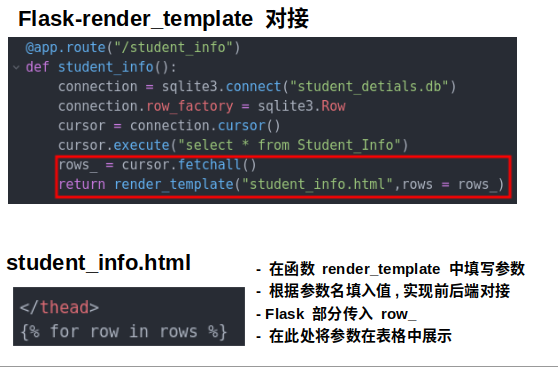 Flask-render_template 对接
@app.route("/student_info")
def student_info():
connection = sqlite3.connect("student_detials.db")
connection.row_factory = sqlite3.Row
cursor = connection.cursor()
cursor.execute("select * from Student_Info")
rows_ = cursor.fetchall()
return render_template("student_info.html",rows = rows_)
student_info.html
</thead>
{% for row in rows %}
- 在函数 render_template 中填写参数
- 根据参数名填入值 , 实现前后端对接
- Flask 部分传入 row_
- 在此处将参数在表格中展示